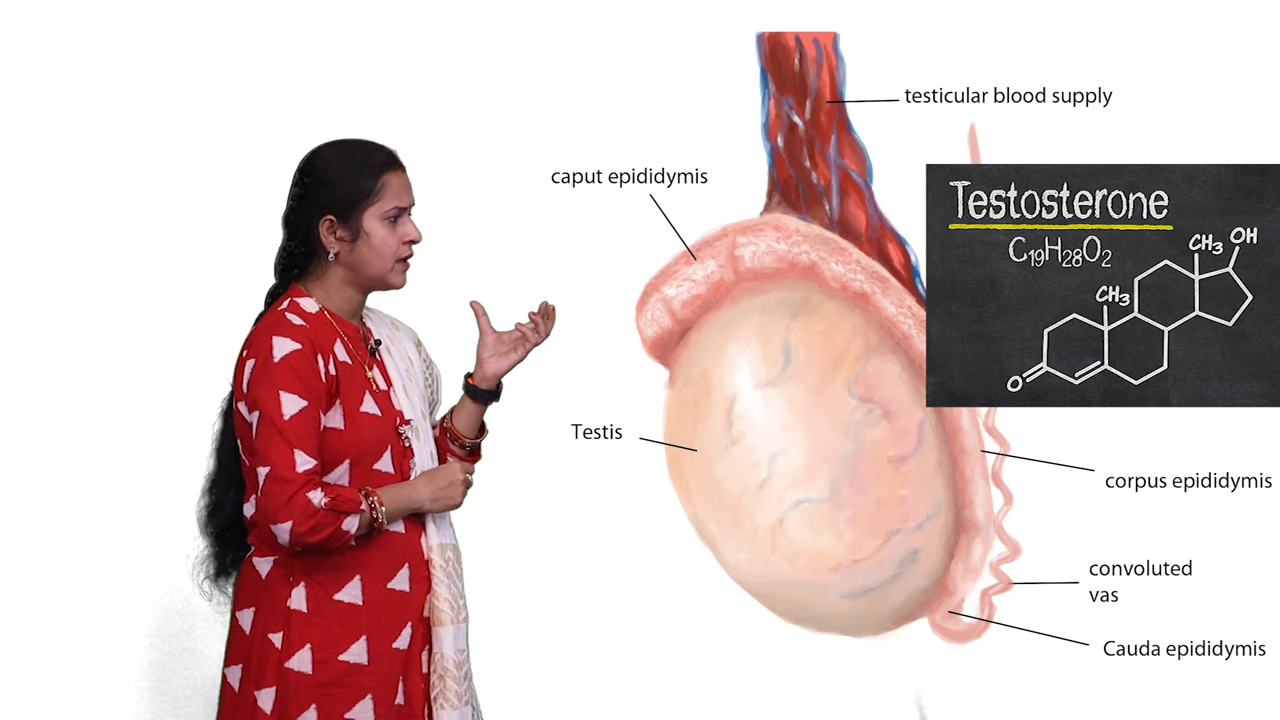 testicular blood supply
caput epididymis
Testosterone
C19H28O2
CH3
OH
CH3
O
Testis
corpus epididymis
convoluted
vas
Cauda epididymis